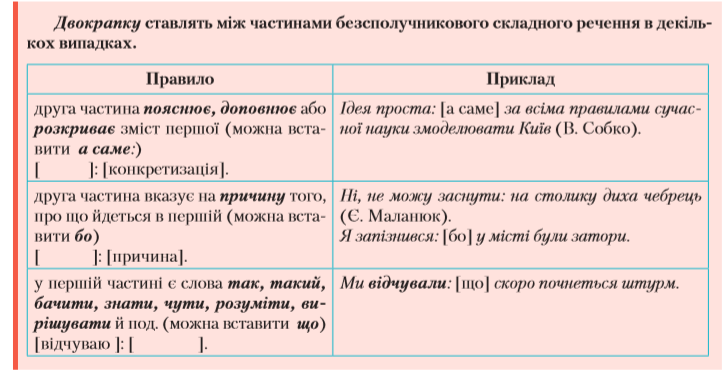 Двокрапку ставлять між частинами безсполучникового складного речення в декіль-
кох випадках.
Правило
Приклад
друга частина пояснює, доповнює або
розкриває зміст першої (можна вста-
вити а саме:)
[ ]: [конкретизація].
Ідея проста: [а саме] за всіма правилами сучас-
ної науки змоделювати Київ (В. Собко).
друга частина вказує на причину того,
про що йдеться в першій (можна вста-
вити бо)
[ ]: [причина].
Ні, не можу заснути: на столику диха чебрець
(Є. Маланюк).
Я запізнився: [бо] у місті були затори.
у першій частині є слова так, такий,
бачити, знати, чути, розуміти, ви-
рішувати й под. (можна вставити що)
[відчуваю ]: [ ].
Ми відчували: [що] скоро почнеться штурм.